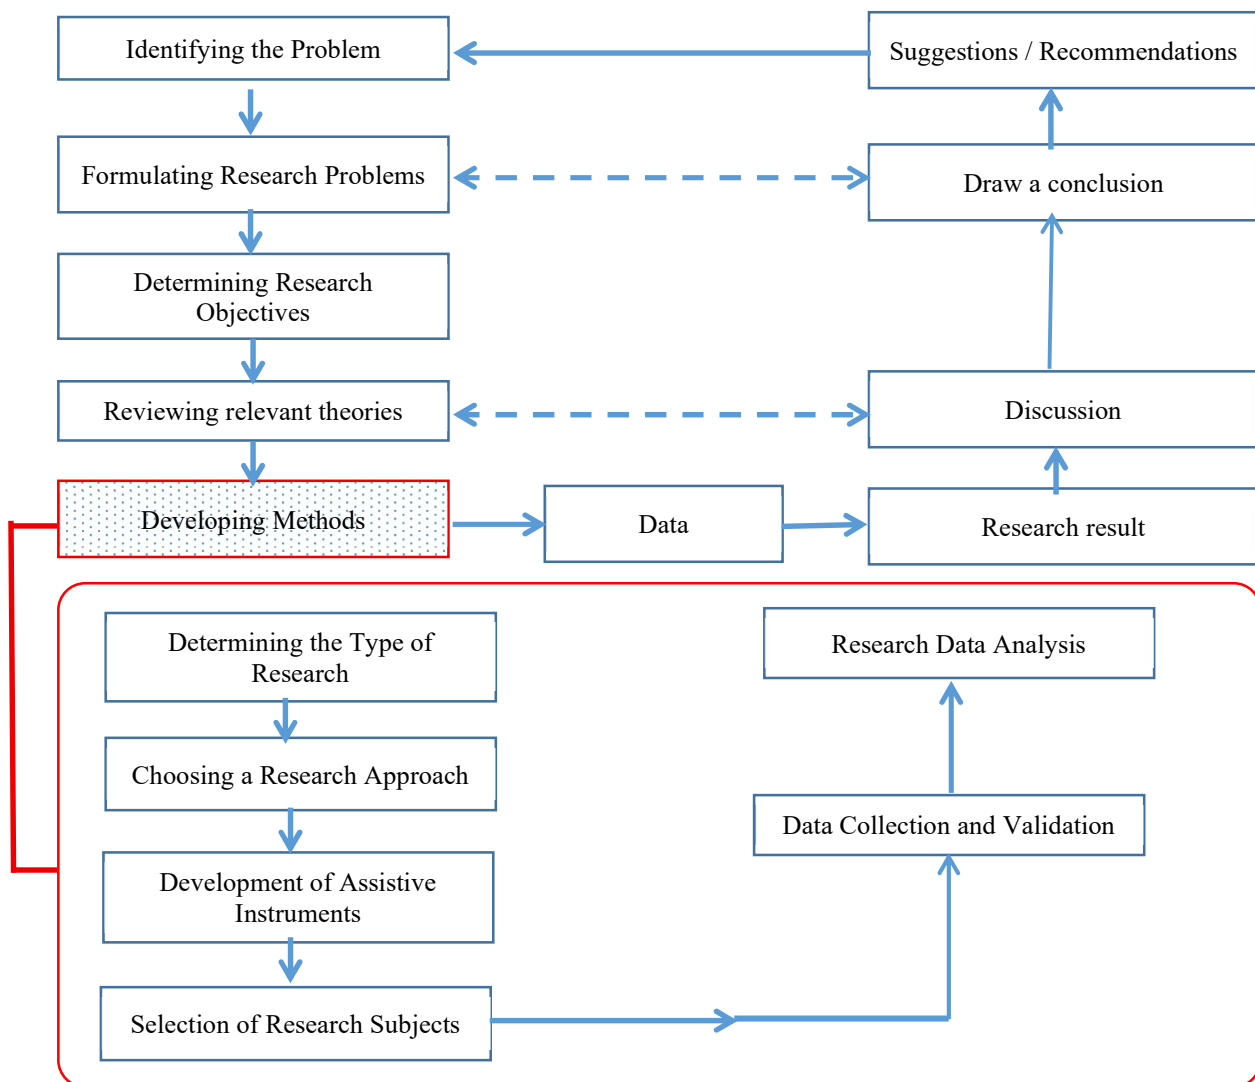 Identifying the Problem
Suggestions / Recommendations
Formulating Research Problems
Draw a conclusion
Determining Research
Objectives
Reviewing relevant theories
Discussion
Developing Methods
Data
Research result
Determining the Type of
Research
Research Data Analysis
Choosing a Research Approach
Data Collection and Validation
Development of Assistive
Instruments
Selection of Research Subjects